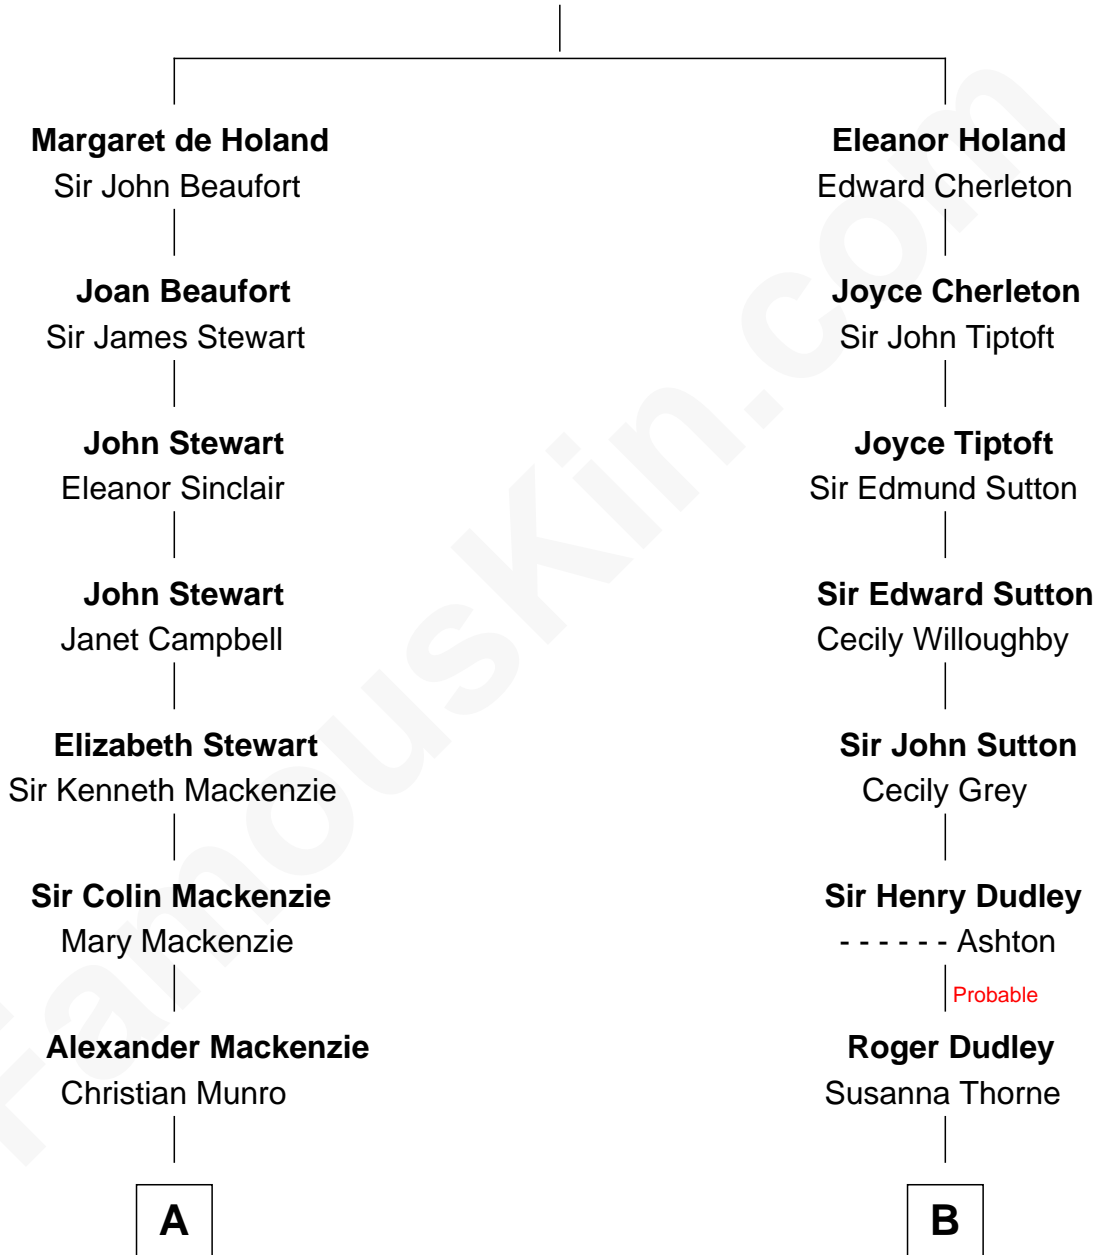 Margaret de Holand
Sir John Beaufort
Joan Beaufort
Sir James Stewart
John Stewart
Eleanor Sinclair
John Stewart
Janet Campbell
Elizabeth Stewart
Sir Kenneth Mackenzie
Sir Colin Mackenzie
Mary Mackenzie
Alexander Mackenzie
Christian Munro
A
Eleanor Holand
Edward Cherleton
Joyce Cherleton
Sir John Tiptoft
Joyce Tiptoft
Sir Edmund Sutton
Sir Edward Sutton
Cecily Willoughby
Sir John Sutton
Cecily Grey
Sir Henry Dudley
- - - - - - Ashton
Probable
Roger Dudley
Susanna Thorne
B
FamousKin.com